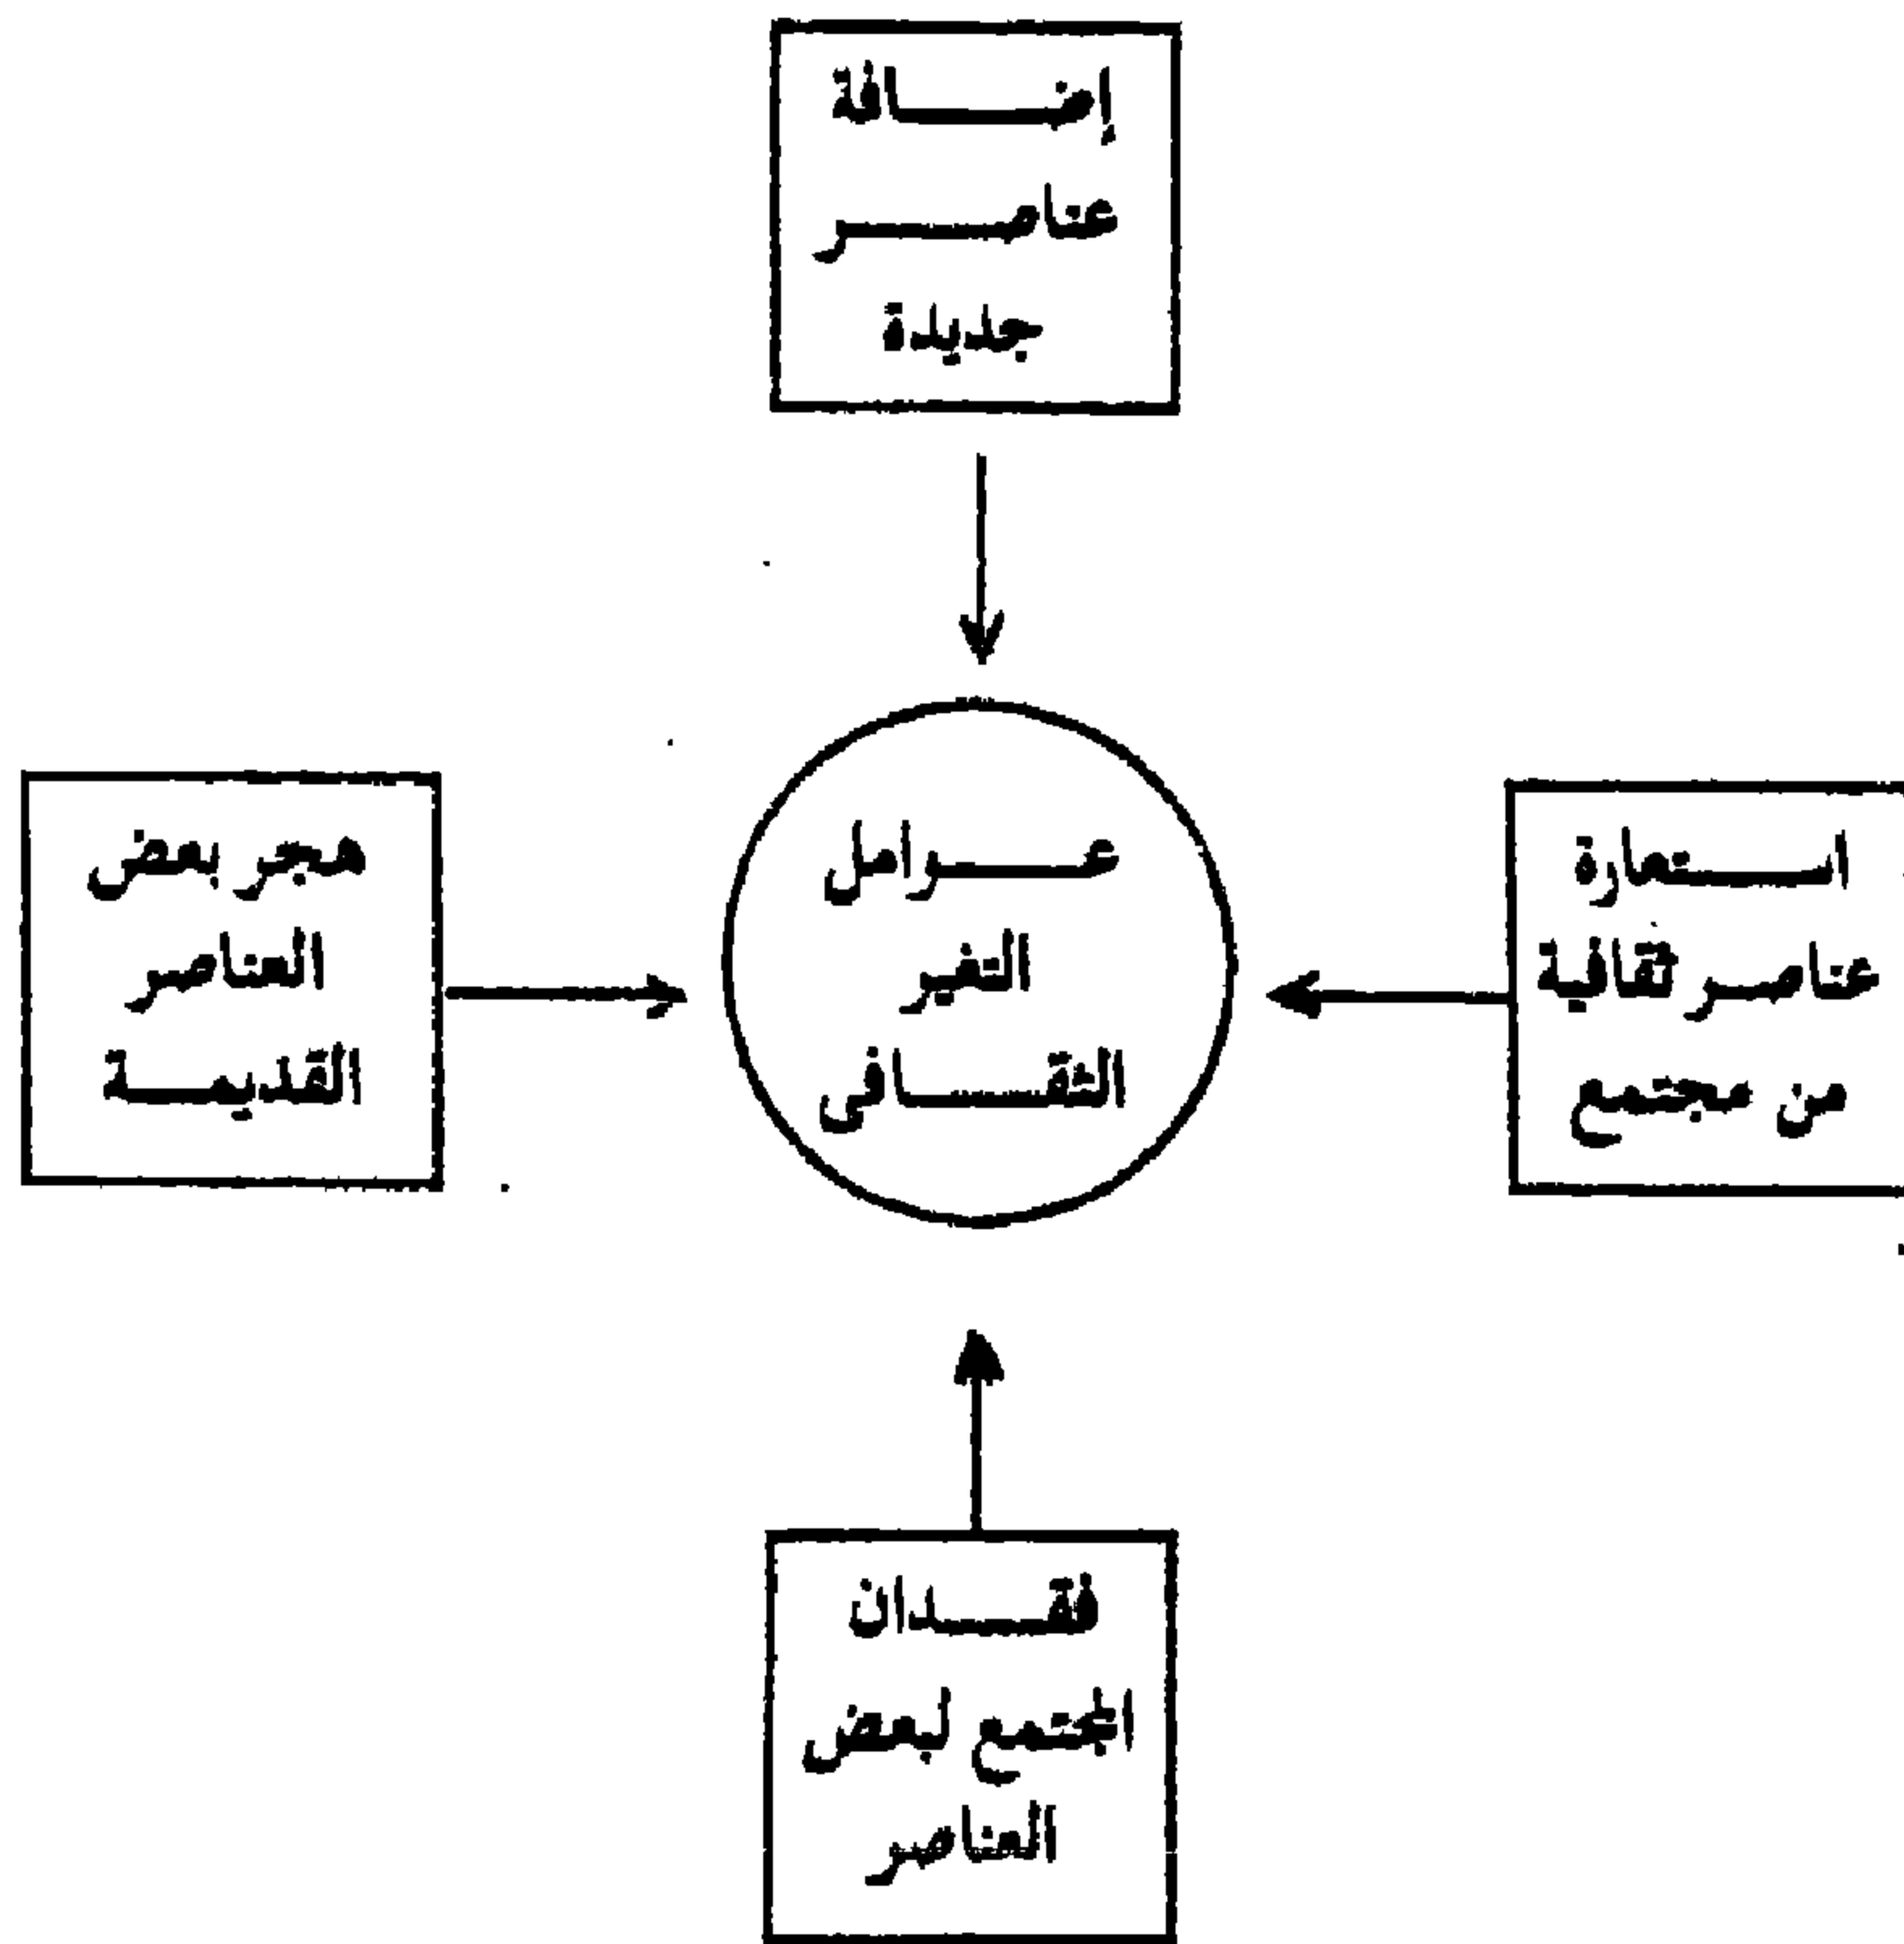 إضافة
عناصر
جديدة
استعارة
عناصر ثقافية
من مجتمع
عوامل
التغير
الثقافى
هجر بعض
العناصر
القديمة
فقدان
المجتمع لبعض
العناصر